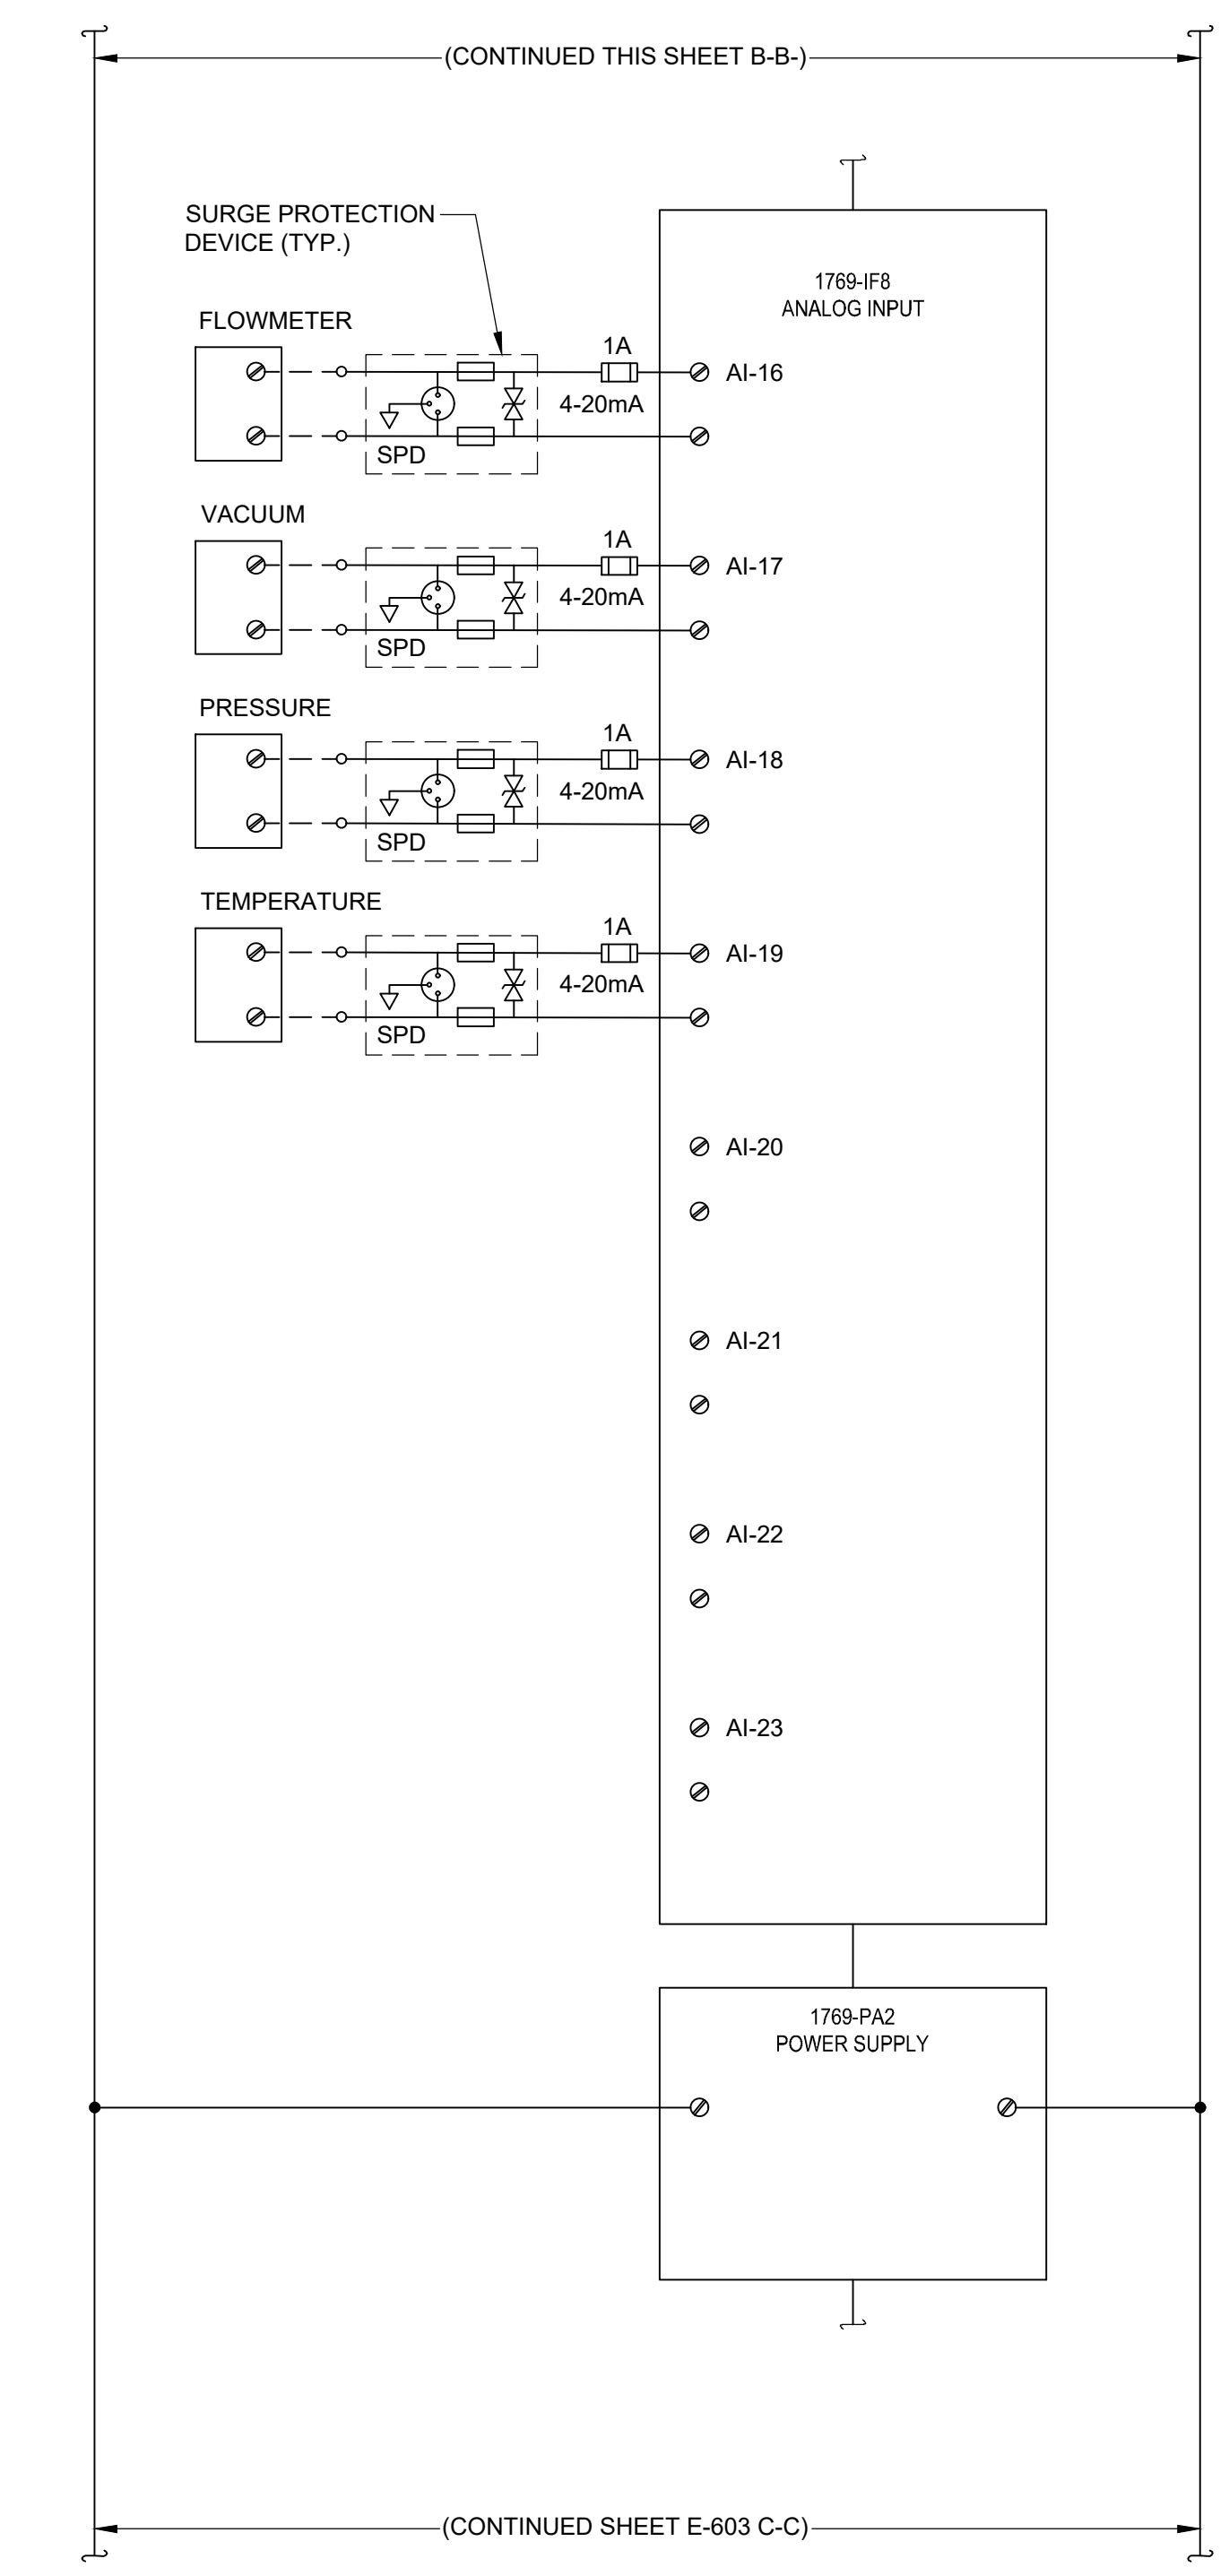 (CONTINUED THIS SHEET B-B-)
SURGE PROTECTION
DEVICE (TYP.)
1769-IF8
ANALOG INPUT
FLOWMETER
1A
AI-16
4-20mA
SPD
VACUUM
1A
AI-17
4-20mA
SPD
PRESSURE
1A
AI-18
4-20mA
SPD
TEMPERATURE
1A
AI-19
4-20mA
SPD
AI-20
AI-21
AI-22
AI-23
1769-PA2
POWER SUPPLY
(CONTINUED SHEET E-603 C-C)